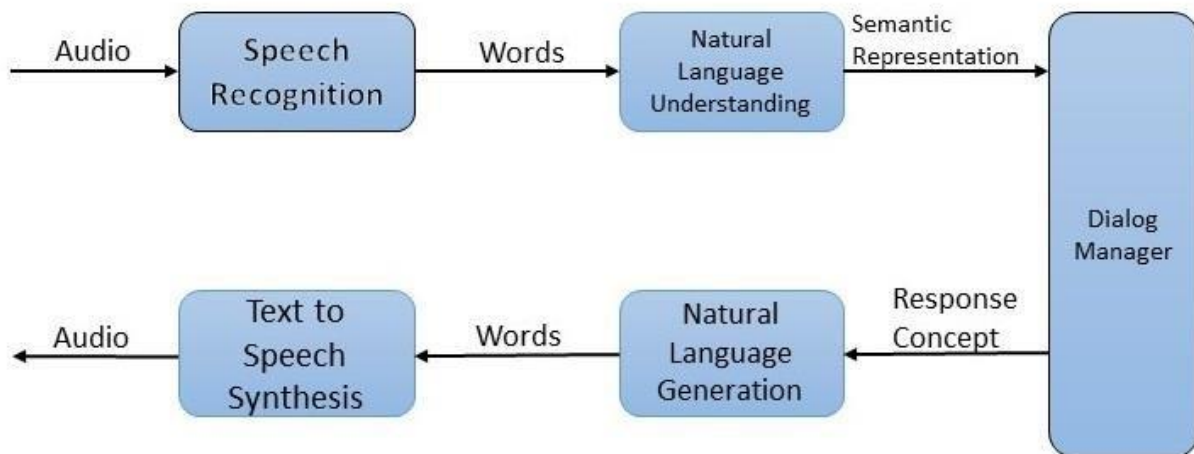 Audio
Speech
Recognition
Words
Natural
Language
Understanding
Semantic
Representation
Dialog
Manager
Response
Concept
Natural
Language
Generation
Words
Text to
Speech
Synthesis
Audio